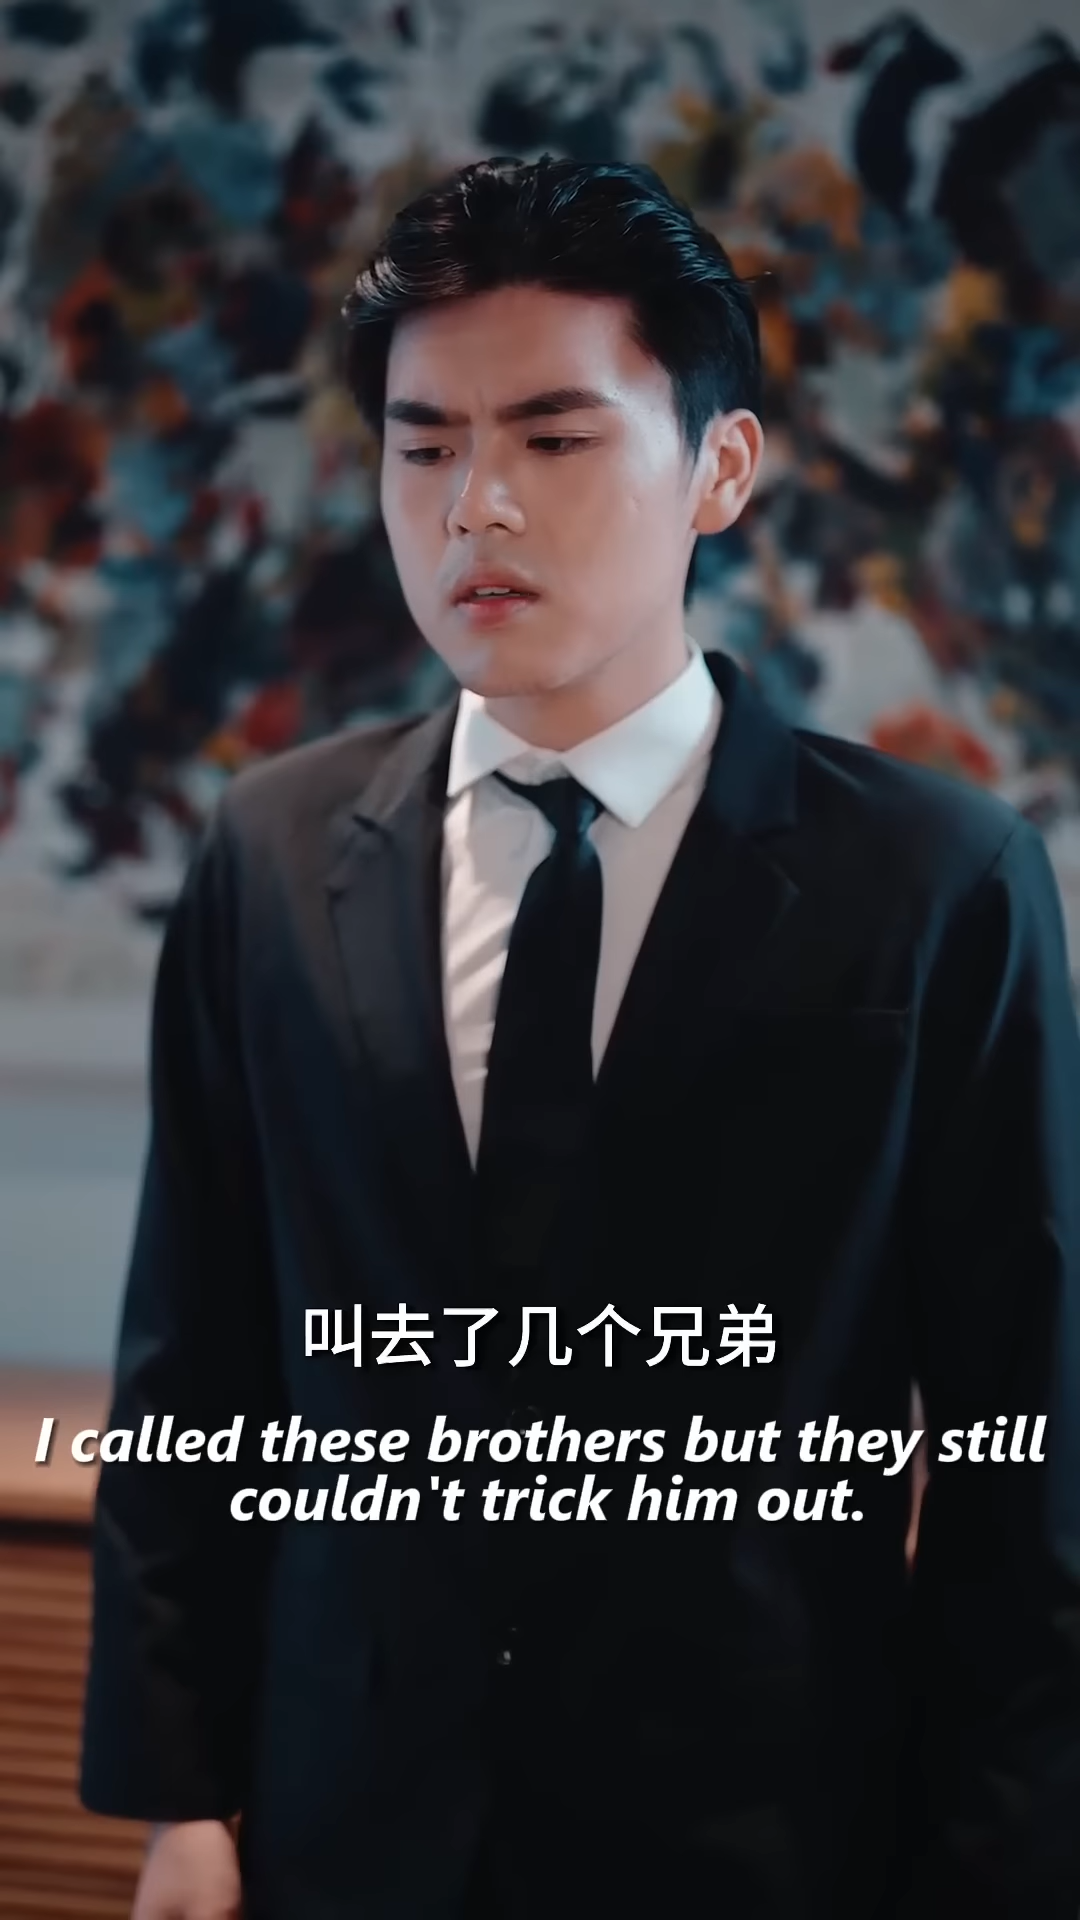 叫去了几个兄弟
I called these brothers but they still
couldn't trick him out.